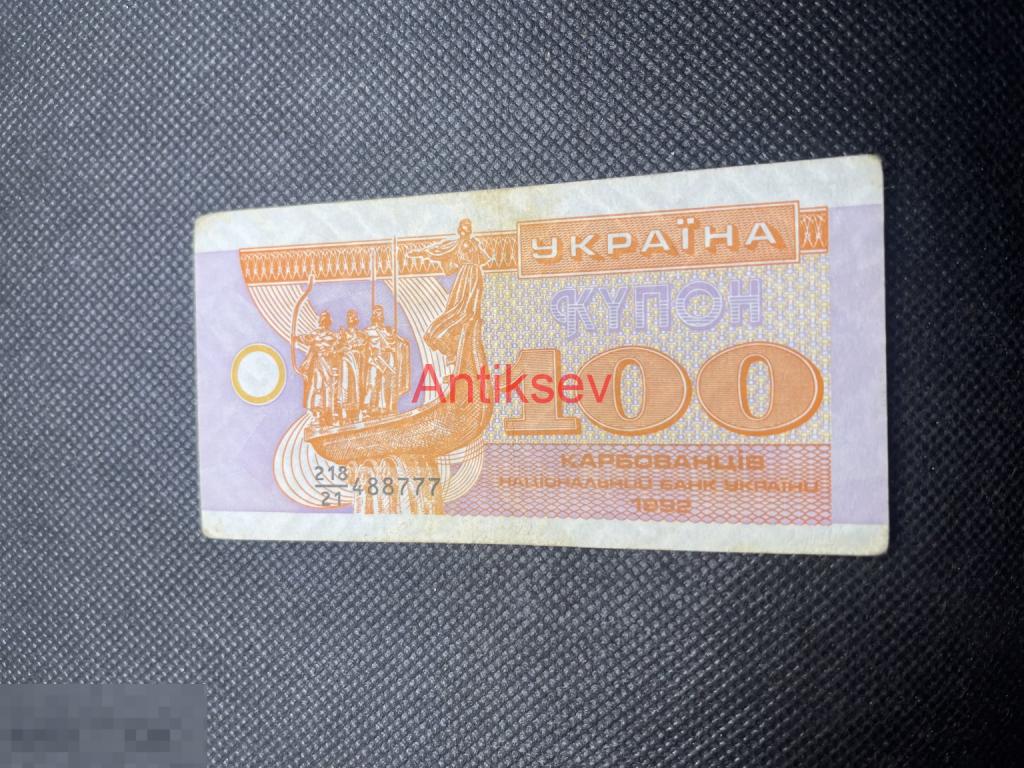 УКРАЇНА
КУПОН
100
Antiksev
КАРБОВАНЦІВ
НАЦІОНАЛЬНИЙ БАНК УКРАЇНИ
1992
218
21 488777